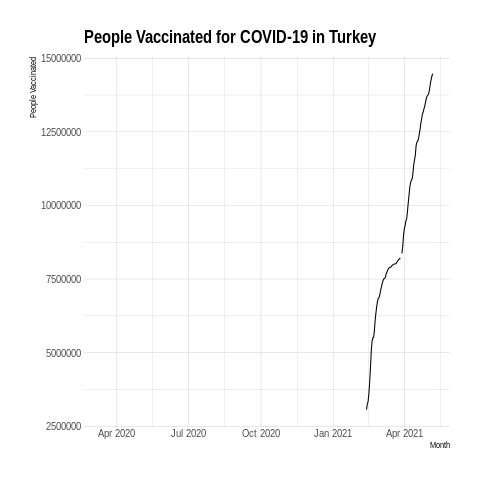 People Vaccinated for COVID-19 in Turkey
People Vaccinated
15000000
12500000
10000000
7500000
5000000
2500000
Apr 2020 Jul 2020 Oct 2020 Jan 2021 Apr 2021
Month